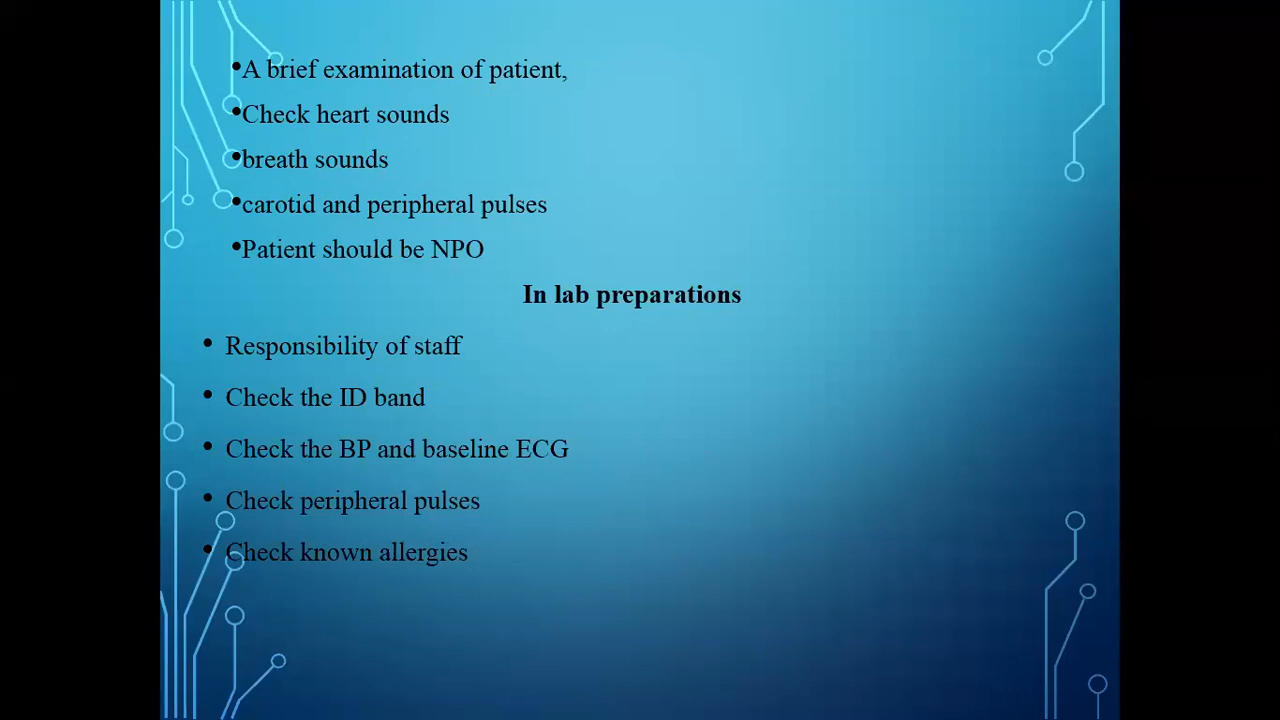 •A brief examination of patient,
•Check heart sounds
•breath sounds
•carotid and peripheral pulses
•Patient should be NPO
In lab preparations
• Responsibility of staff
• Check the ID band
• Check the BP and baseline ECG
• Check peripheral pulses
• Check known allergies